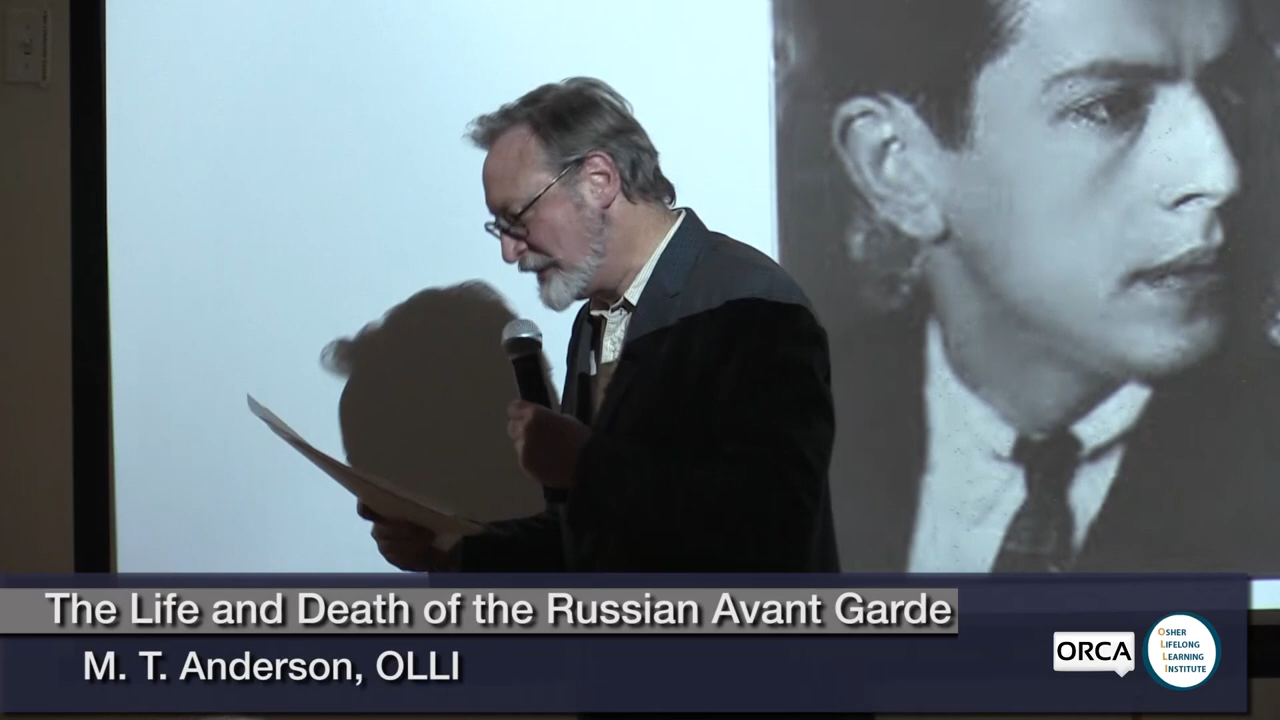 The Life and Death of the Russian Avant Garde
M. T. Anderson, OLLI
ORCA
OSHER
LIFELONG
LEARNING
INSTITUTE